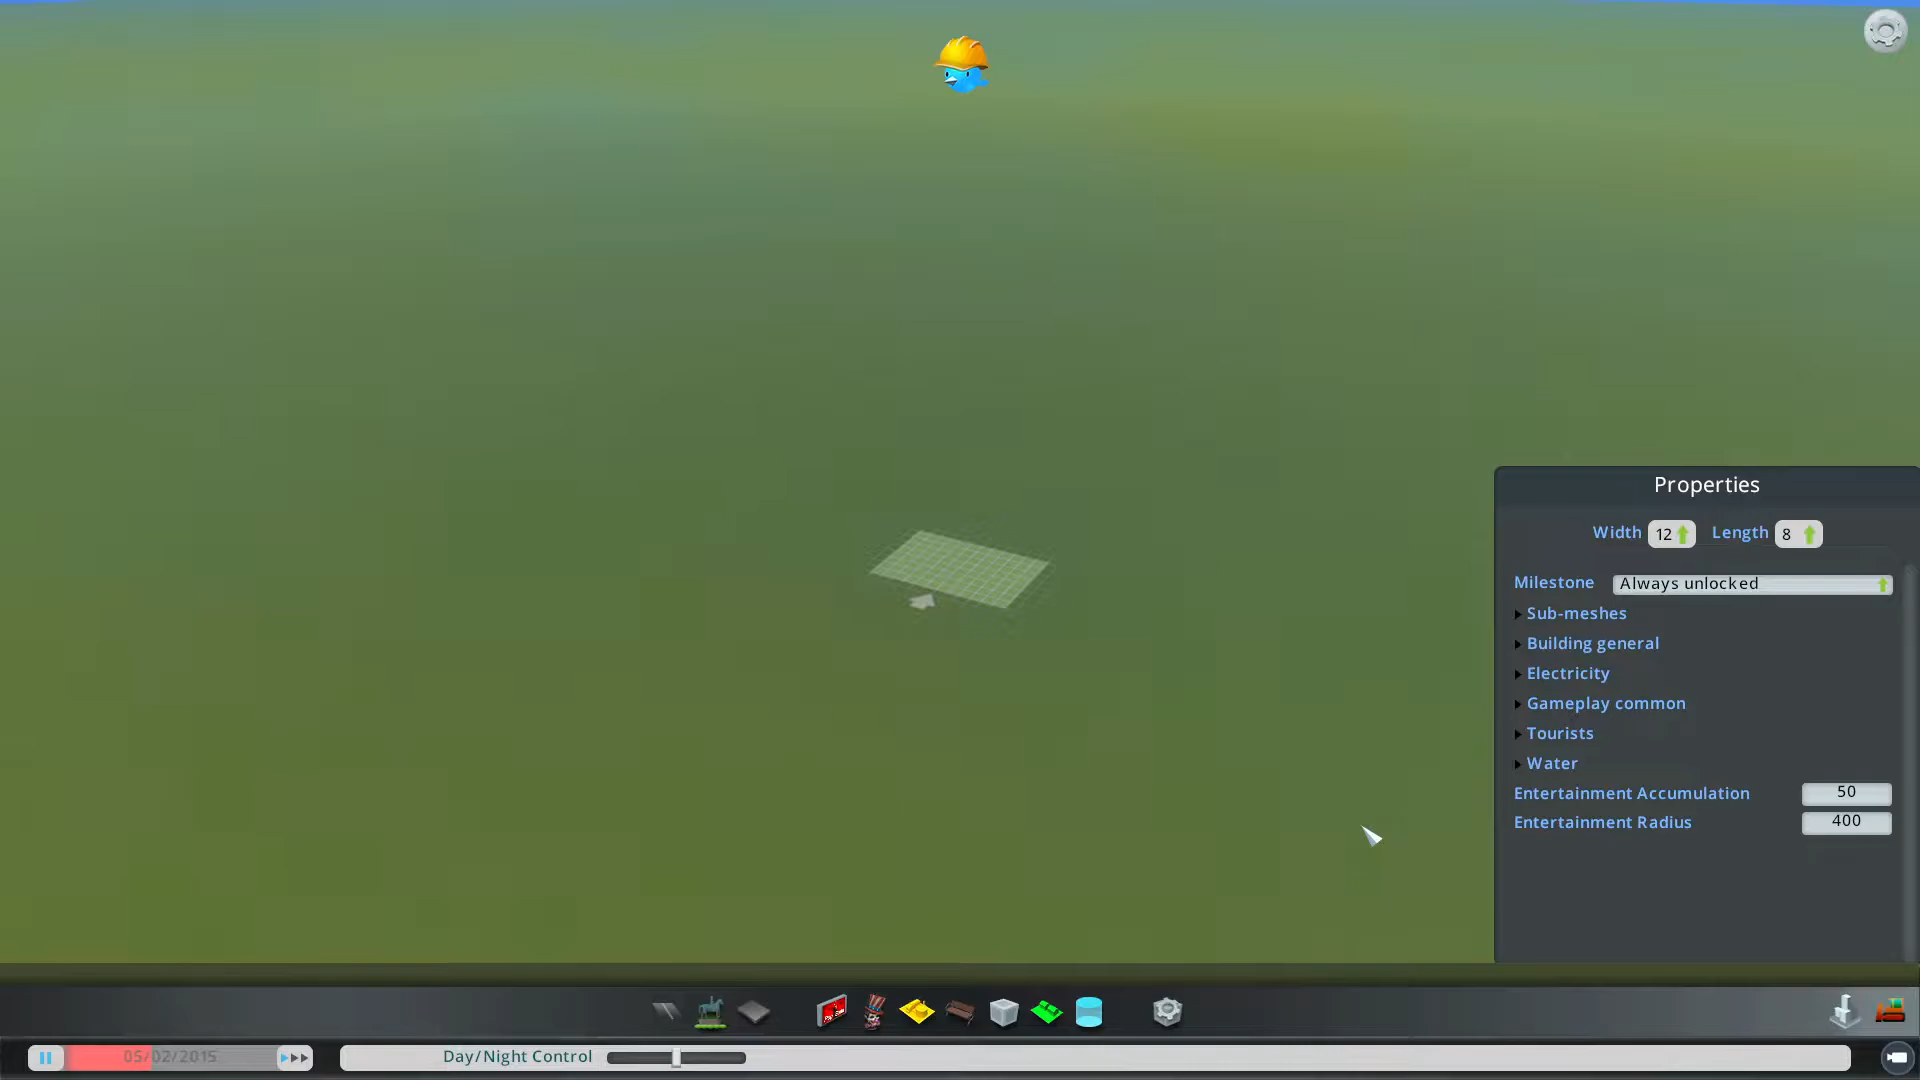 Properties
Width 12 Length 8
Milestone Always unlocked
Sub-meshes
Building general
Electricity
Gameplay common
Tourists
Water
Entertainment Accumulation 50
Entertainment Radius 400
05/02/2015 Day/Night Control